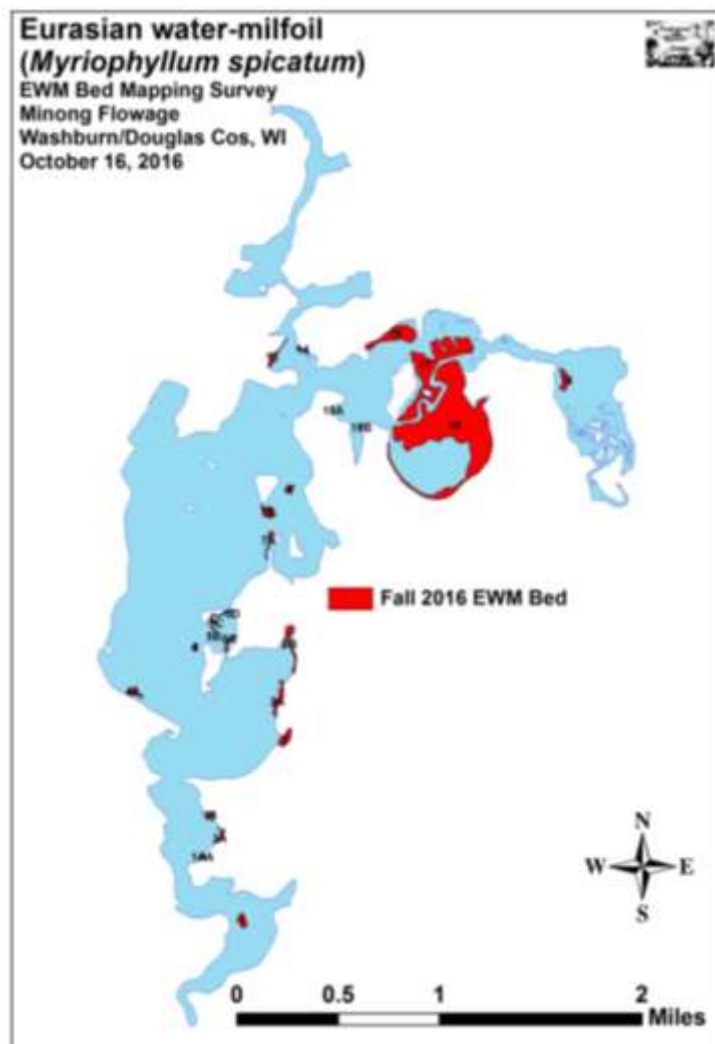 Eurasian water-milfoil
(Myriophyllum spicatum)
EWM Bed Mapping Survey
Minong Flowage
Washburn/Douglas Cos, WI
October 16, 2016
Fall 2016 EWM Bed
N
W E
S
0 0.5 1 2
Miles